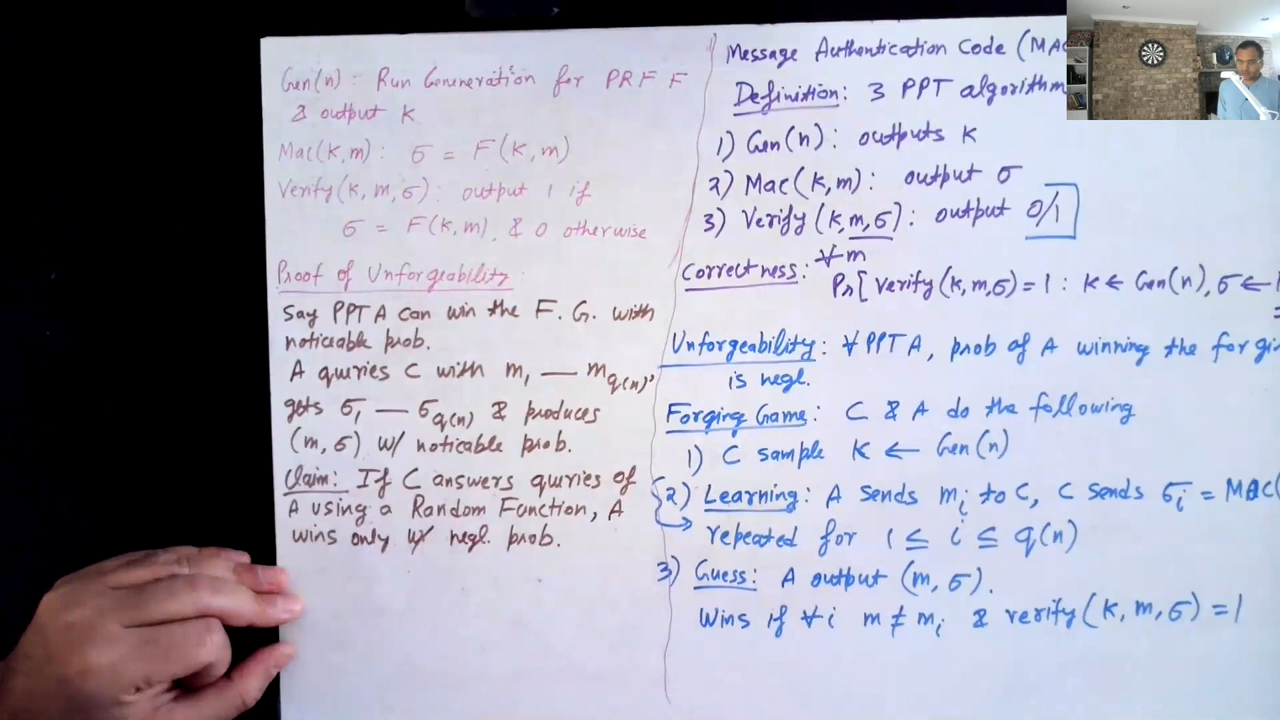 Gen(n): Run Geneneration for PRF F
& output K
Mac(K,m): σ = F(K,m)
Verify(K, m, σ): output 1 if
σ = F(K,m), & 0 otherwise
Proof of Unforgeability:
Say PPT A can win the F. G. with
noticeable prob.
A quries C with m₁ — m_q(n),
gets σ₁ — σ_q(n) & produces
(m, σ) w/ noticable prob.
Claim: If C answers queries of
A using a Random Function, A
wins only w/ negl. prob.
Message Authentication Code (MAC
Definition: 3 PPT algorithm
1) Gen(n): outputs K
2) Mac(K,m): output σ
3) Verify(K,m,σ): output 0/1
Correctness: ∀m
Pr[Verify(K,m,σ)=1 : K ← Gen(n), σ ←
Unforgeability: ∀ PPT A, prob of A winning the forgi
is negl.
Forging Game: C & A do the following
1) C sample K ← Gen(n)
2) Learning: A sends mᵢ to C, C sends σᵢ = MAC(
repeated for 1 ≤ i ≤ q(n)
3) Guess: A output (m, σ).
Wins if ∀i m ≠ mᵢ & verify(K, m, σ) = 1